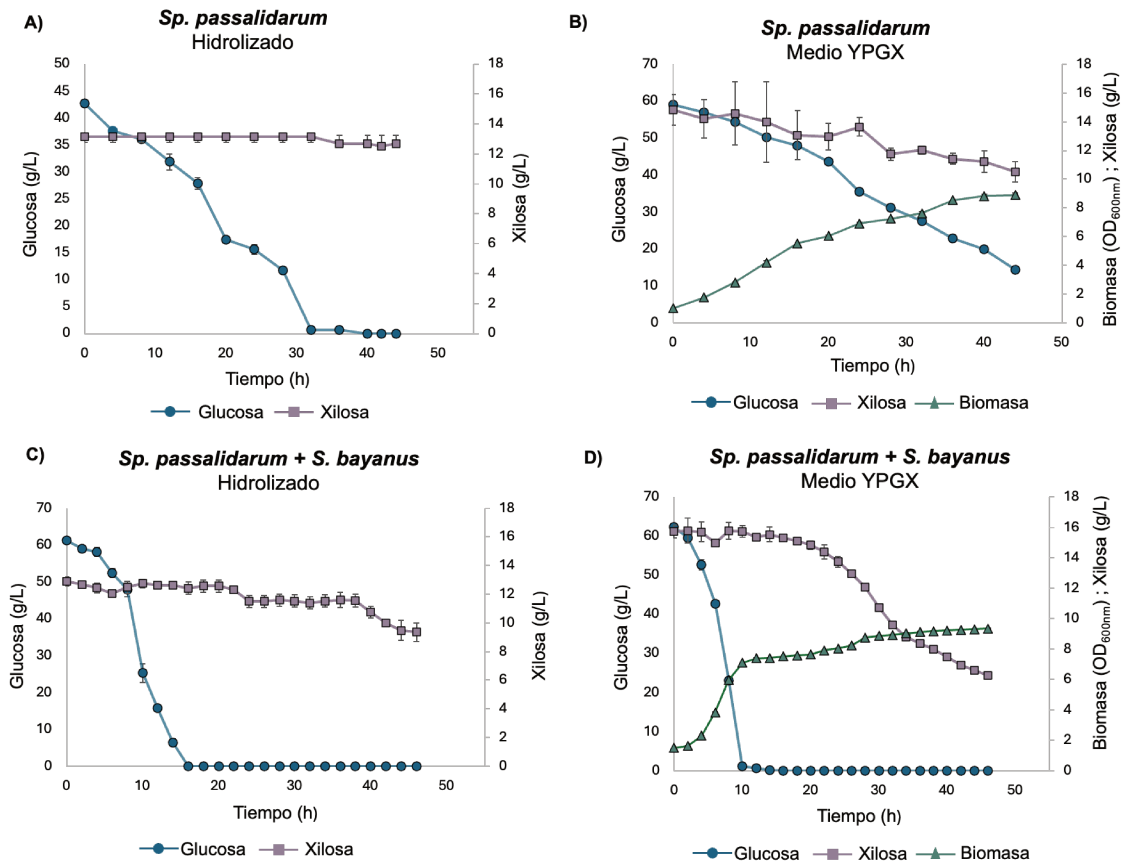 A)
Sp. passalidarum
Hidrolizado
50
45
40
35
30
25
20
15
10
5
0
Glucosa (g/L)
18
16
14
12
10
8
6
4
2
0
Xilosa (g/L)
0 10 20 30 40 50
Tiempo (h)
Glucosa Xilosa
B)
Sp. passalidarum
Medio YPGX
70
60
50
40
30
20
10
0
Glucosa (g/L)
18
16
14
12
10
8
6
4
2
0
Biomasa (OD600nm) ; Xilosa (g/L)
0 10 20 30 40 50
Tiempo (h)
Glucosa Xilosa Biomasa
C)
Sp. passalidarum + S. bayanus
Hidrolizado
70
60
50
40
30
20
10
0
Glucosa (g/L)
18
16
14
12
10
8
6
4
2
0
Xilosa (g/L)
0 10 20 30 40 50
Tiempo (h)
Glucosa Xilosa
D)
Sp. passalidarum + S. bayanus
Medio YPGX
70
60
50
40
30
20
10
0
Glucosa (g/L)
18
16
14
12
10
8
6
4
2
0
Biomasa (OD600nm) ; Xilosa (g/L)
0 10 20 30 40 50
Tiempo (h)
Glucosa Xilosa Biomasa